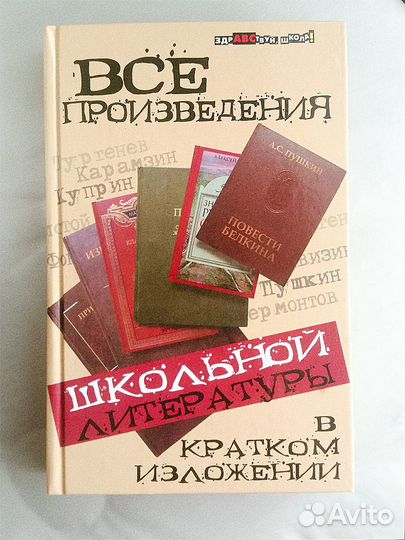 ЗДРАВСТВУЙ, ШКОЛА!
ВСЕ
ПРОИЗВЕДЕНИЯ
Тургенев
Карамзин
Куприн
А.С. ПУШКИН
ПОВЕСТИ
БЕЛКИНА
Пушкин
ШКОЛЬНОЙ
ЛИТЕРАТУРЫ
В
КРАТКОМ
ИЗЛОЖЕНИИ
Avito